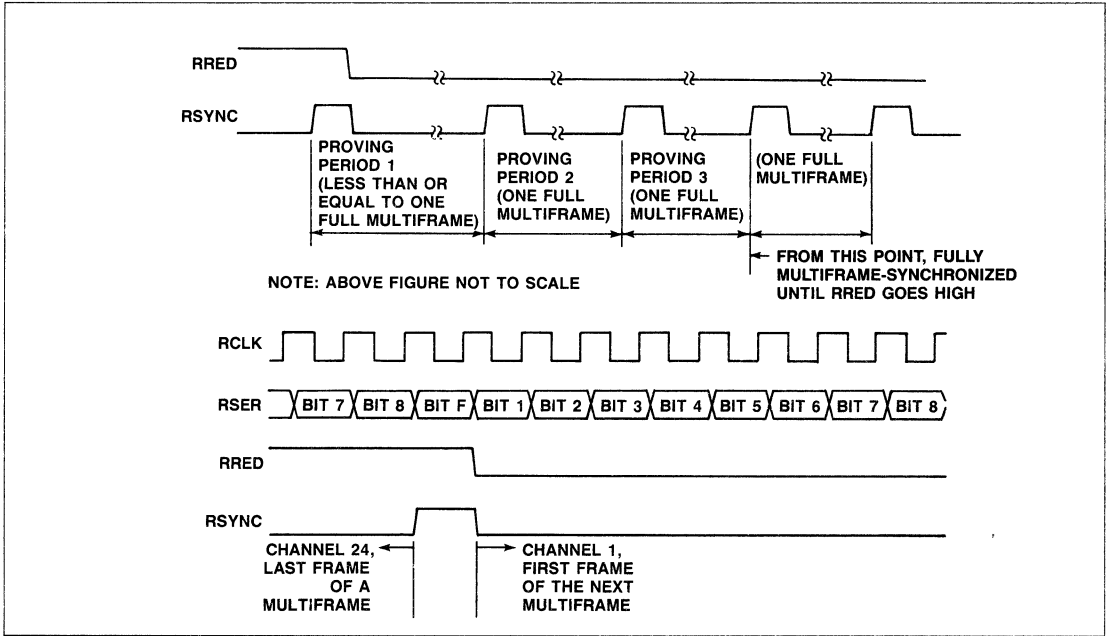 RRED
RSYNC
PROVING
PERIOD 1
(LESS THAN OR
EQUAL TO ONE
FULL MULTIFRAME)
PROVING
PERIOD 2
(ONE FULL
MULTIFRAME)
PROVING
PERIOD 3
(ONE FULL
MULTIFRAME)
(ONE FULL
MULTIFRAME)
FROM THIS POINT, FULLY
MULTIFRAME-SYNCHRONIZED
UNTIL RRED GOES HIGH
NOTE: ABOVE FIGURE NOT TO SCALE
RCLK
RSER
BIT 7 BIT 8 BIT F BIT 1 BIT 2 BIT 3 BIT 4 BIT 5 BIT 6 BIT 7 BIT 8
RRED
RSYNC
CHANNEL 24,
LAST FRAME
OF A
MULTIFRAME
CHANNEL 1,
FIRST FRAME
OF THE NEXT
MULTIFRAME